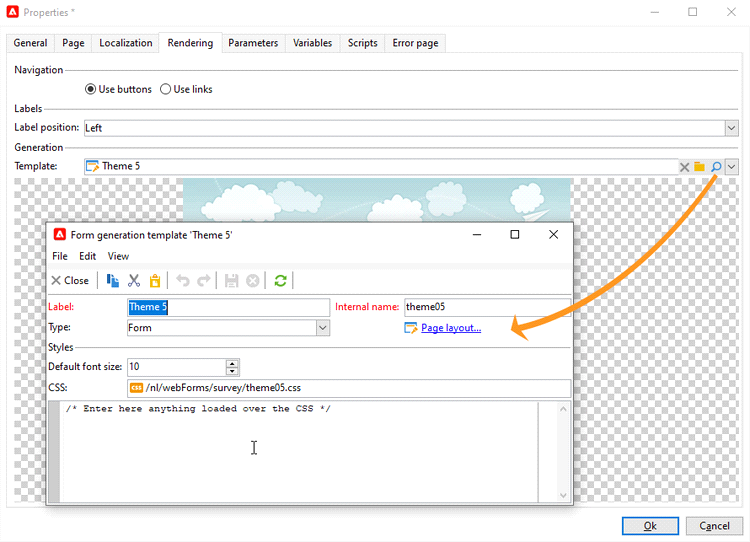 Properties *
General Page Localization Rendering Parameters Variables Scripts Error page
Navigation
Use buttons Use links
Labels
Label position: Left
Generation
Template: Theme 5
Form generation template 'Theme 5'
File Edit View
Close
Label: Theme 5 Internal name: theme05
Type: Form Page layout...
Styles
Default font size: 10
CSS: css /nl/webForms/survey/theme05.css
/* Enter here anything loaded over the CSS */
Ok Cancel